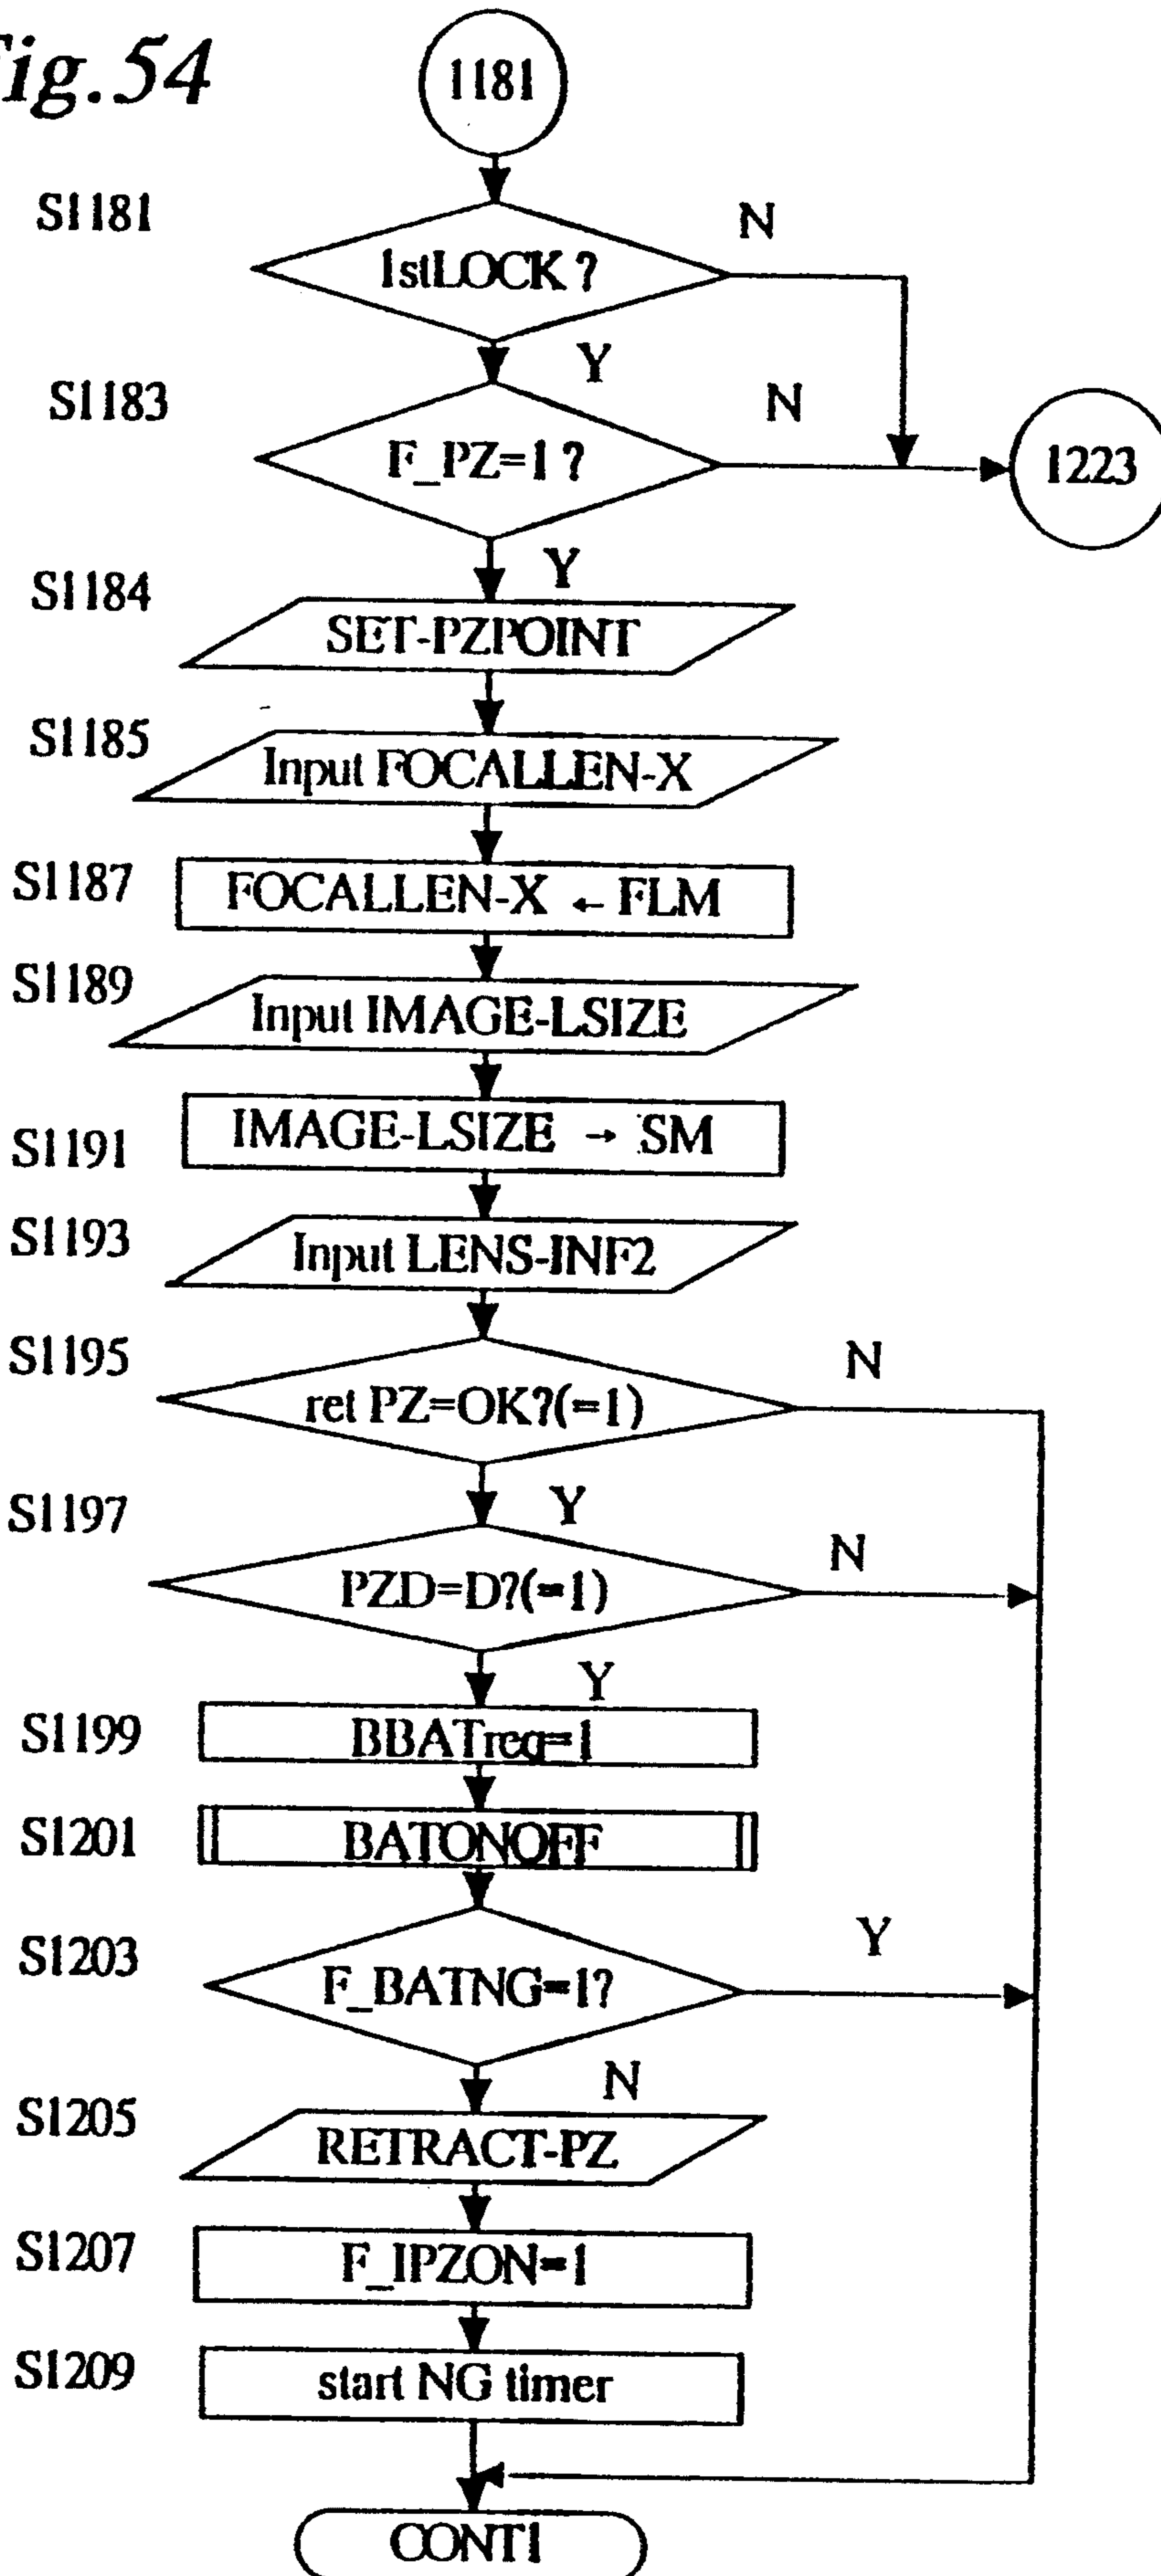 Fig.54
1181
S1181
1stLOCK ?
N
Y
S1183
F_PZ=1 ?
N
1223
Y
S1184
SET-PZPOINT
S1185
Input FOCALLEN-X
S1187
FOCALLEN-X ← FLM
S1189
Input IMAGE-LSIZE
S1191
IMAGE-LSIZE → SM
S1193
Input LENS-INF2
S1195
ret PZ=OK?(=1)
N
Y
S1197
PZD=D?(=1)
N
Y
S1199
BBATreq=1
S1201
BATONOFF
S1203
F_BATNG=1?
Y
N
S1205
RETRACT-PZ
S1207
F_IPZON=1
S1209
start NG timer
CONT1